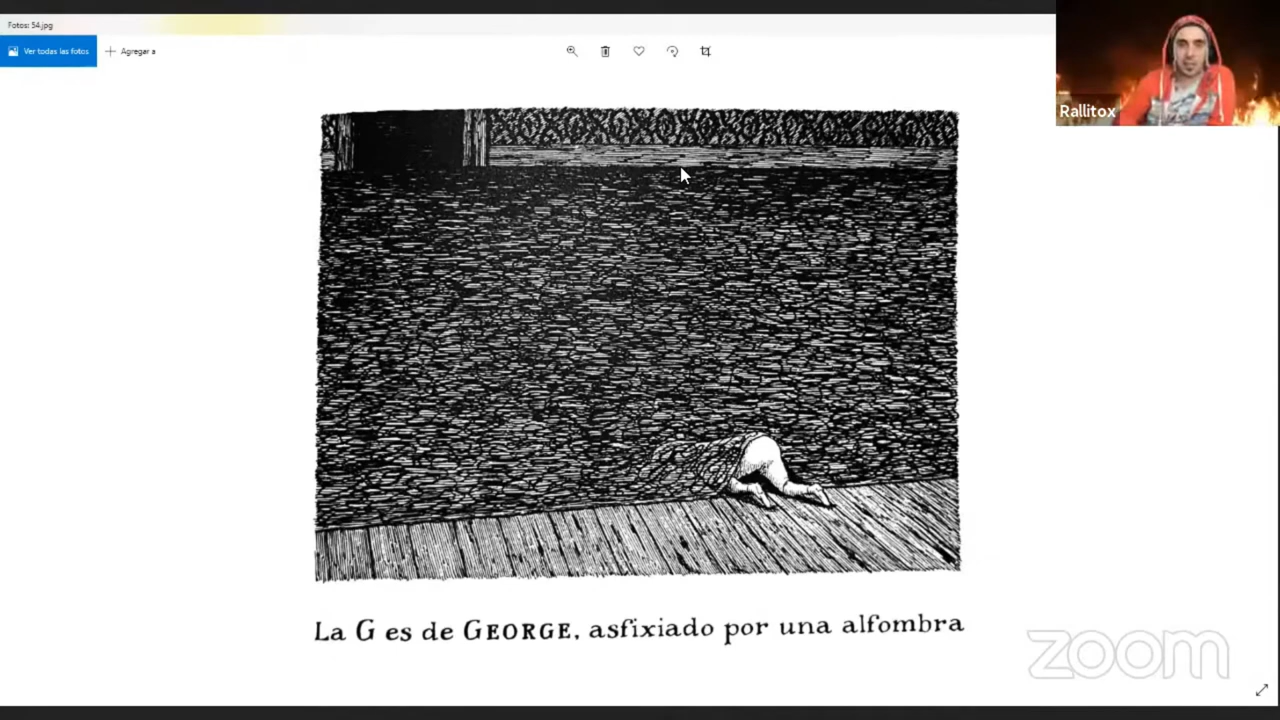 Fotos: 54.jpg
Ver todas las fotos
Agregar a
Rallitox
La G es de GEORGE, asfixiado por una alfombra
zoom